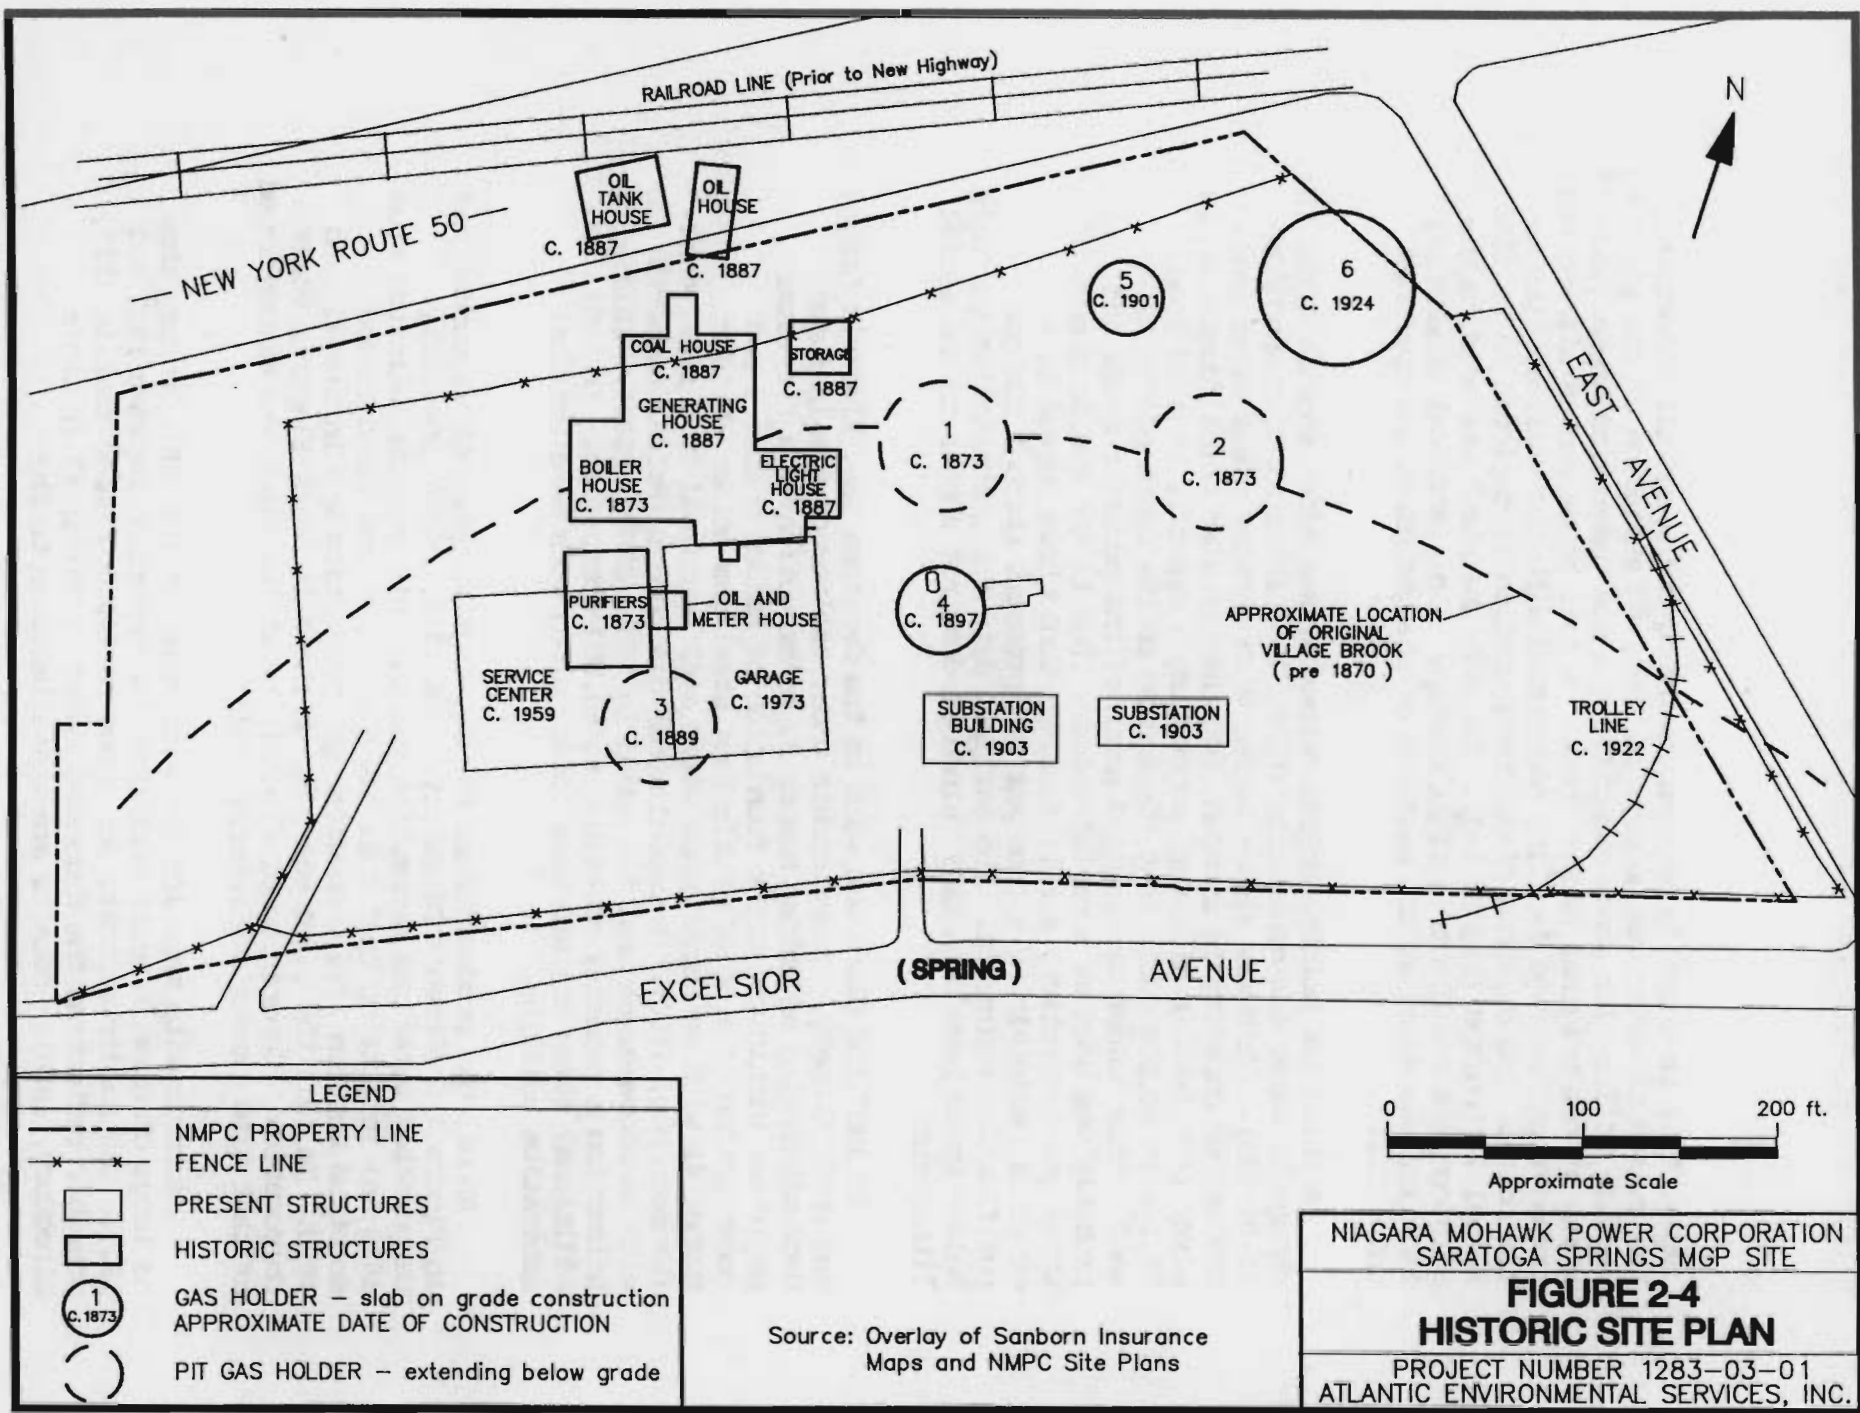 RAILROAD LINE (Prior to New Highway)
N
NEW YORK ROUTE 50
OIL
TANK
HOUSE
C. 1887
OIL
HOUSE
C. 1887
5
C. 1901
6
C. 1924
COAL HOUSE
C. 1887
STORAGE
C. 1887
GENERATING
HOUSE
C. 1887
1
C. 1873
2
C. 1873
EAST AVENUE
BOILER
HOUSE
C. 1873
ELECTRIC
LIGHT
HOUSE
C. 1887
PURIFIERS
C. 1873
OIL AND
METER HOUSE
4
C. 1897
APPROXIMATE LOCATION
OF ORIGINAL
VILLAGE BROOK
( pre 1870 )
SERVICE
CENTER
C. 1959
3
C. 1889
GARAGE
C. 1973
SUBSTATION
BUILDING
C. 1903
SUBSTATION
C. 1903
TROLLEY
LINE
C. 1922
EXCELSIOR (SPRING) AVENUE
LEGEND
NMPC PROPERTY LINE
FENCE LINE
PRESENT STRUCTURES
HISTORIC STRUCTURES
1
C.1873
GAS HOLDER – slab on grade construction
APPROXIMATE DATE OF CONSTRUCTION
PIT GAS HOLDER – extending below grade
Source: Overlay of Sanborn Insurance
Maps and NMPC Site Plans
0 100 200 ft.
Approximate Scale
NIAGARA MOHAWK POWER CORPORATION
SARATOGA SPRINGS MGP SITE
FIGURE 2-4
HISTORIC SITE PLAN
PROJECT NUMBER 1283-03-01
ATLANTIC ENVIRONMENTAL SERVICES, INC.